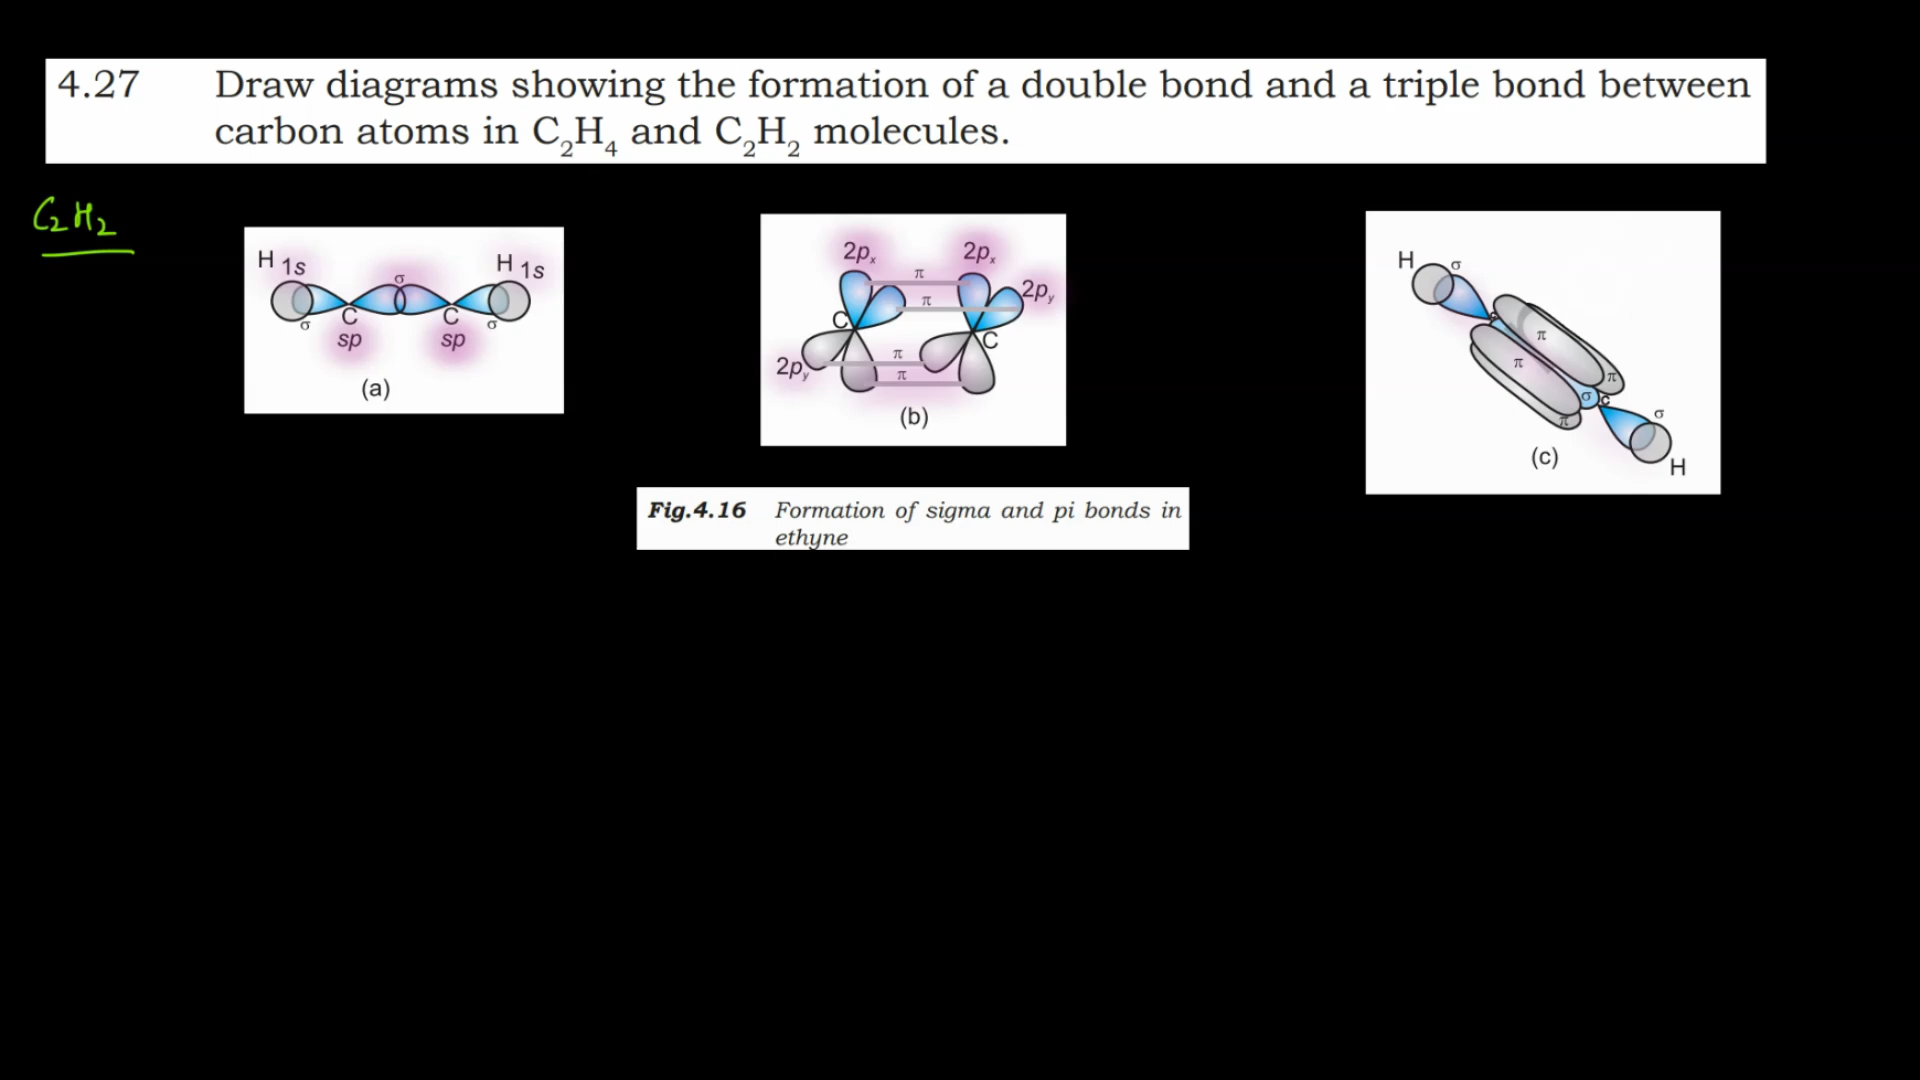 4.27 Draw diagrams showing the formation of a double bond and a triple bond between
carbon atoms in C₂H₄ and C₂H₂ molecules.
C₂H₂
H 1s σ H 1s
σ C C σ
sp sp
(a)
2pₓ 2pₓ
π
π 2pᵧ
C C
2pᵧ π
π
(b)
H σ
c π
π π
σ c
π σ
(c) H
Fig.4.16 Formation of sigma and pi bonds in
ethyne